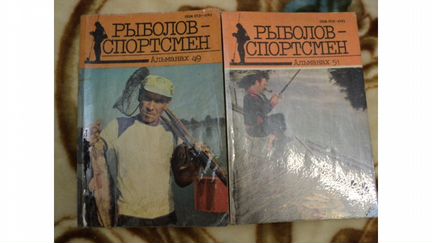 РЫБОЛОВ-
СПОРТСМЕН
Альманах 49
РЫБОЛОВ-
СПОРТСМЕН
Альманах 51